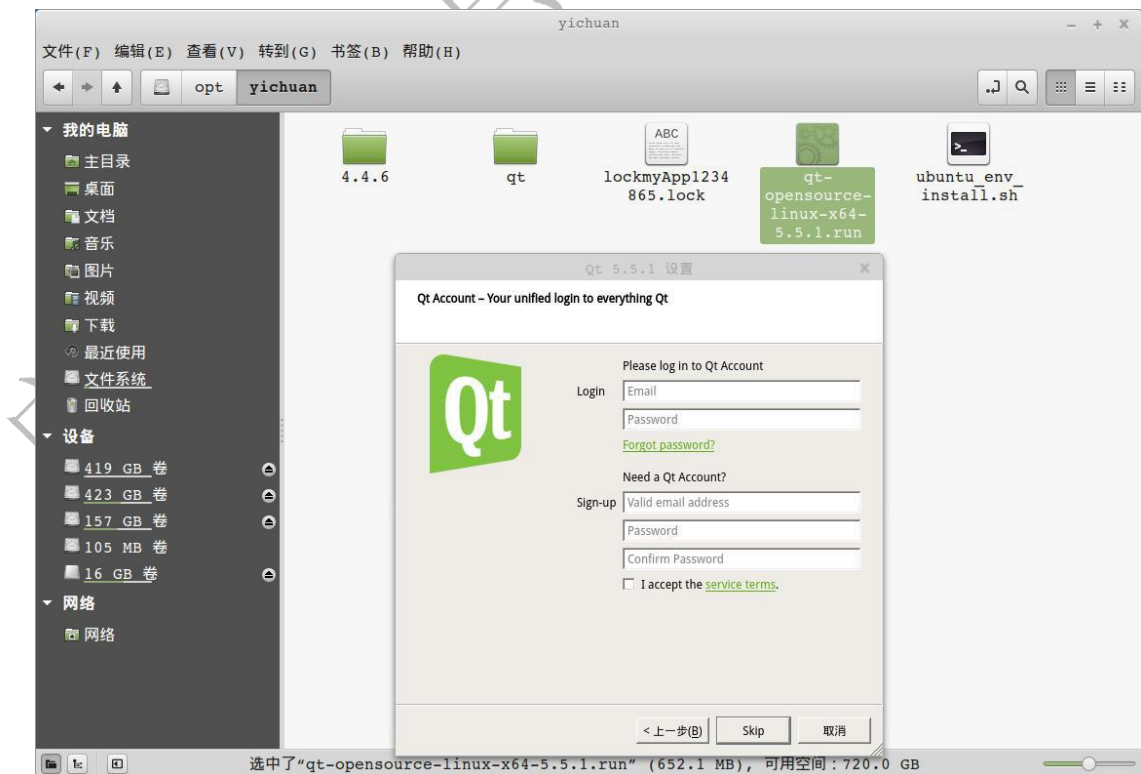 yichuan
文件(F) 编辑(E) 查看(V) 转到(G) 书签(B) 帮助(H)
opt yichuan
我的电脑
主目录
桌面
文档
音乐
图片
视频
下载
最近使用
文件系统
回收站
设备
419 GB 卷
423 GB 卷
157 GB 卷
105 MB 卷
16 GB 卷
网络
网络
4.4.6
qt
ABC
lockmyApp1234
865.lock
qt-
opensource-
linux-x64-
5.5.1.run
ubuntu_env_
install.sh
Qt 5.5.1 设置
Qt Account – Your unified login to everything Qt
Qt
Please log in to Qt Account
Login Email
Password
Forgot password?
Need a Qt Account?
Sign-up Valid email address
Password
Confirm Password
I accept the service terms.
< 上一步(B) Skip 取消
选中了“qt-opensource-linux-x64-5.5.1.run” (652.1 MB), 可用空间：720.0 GB